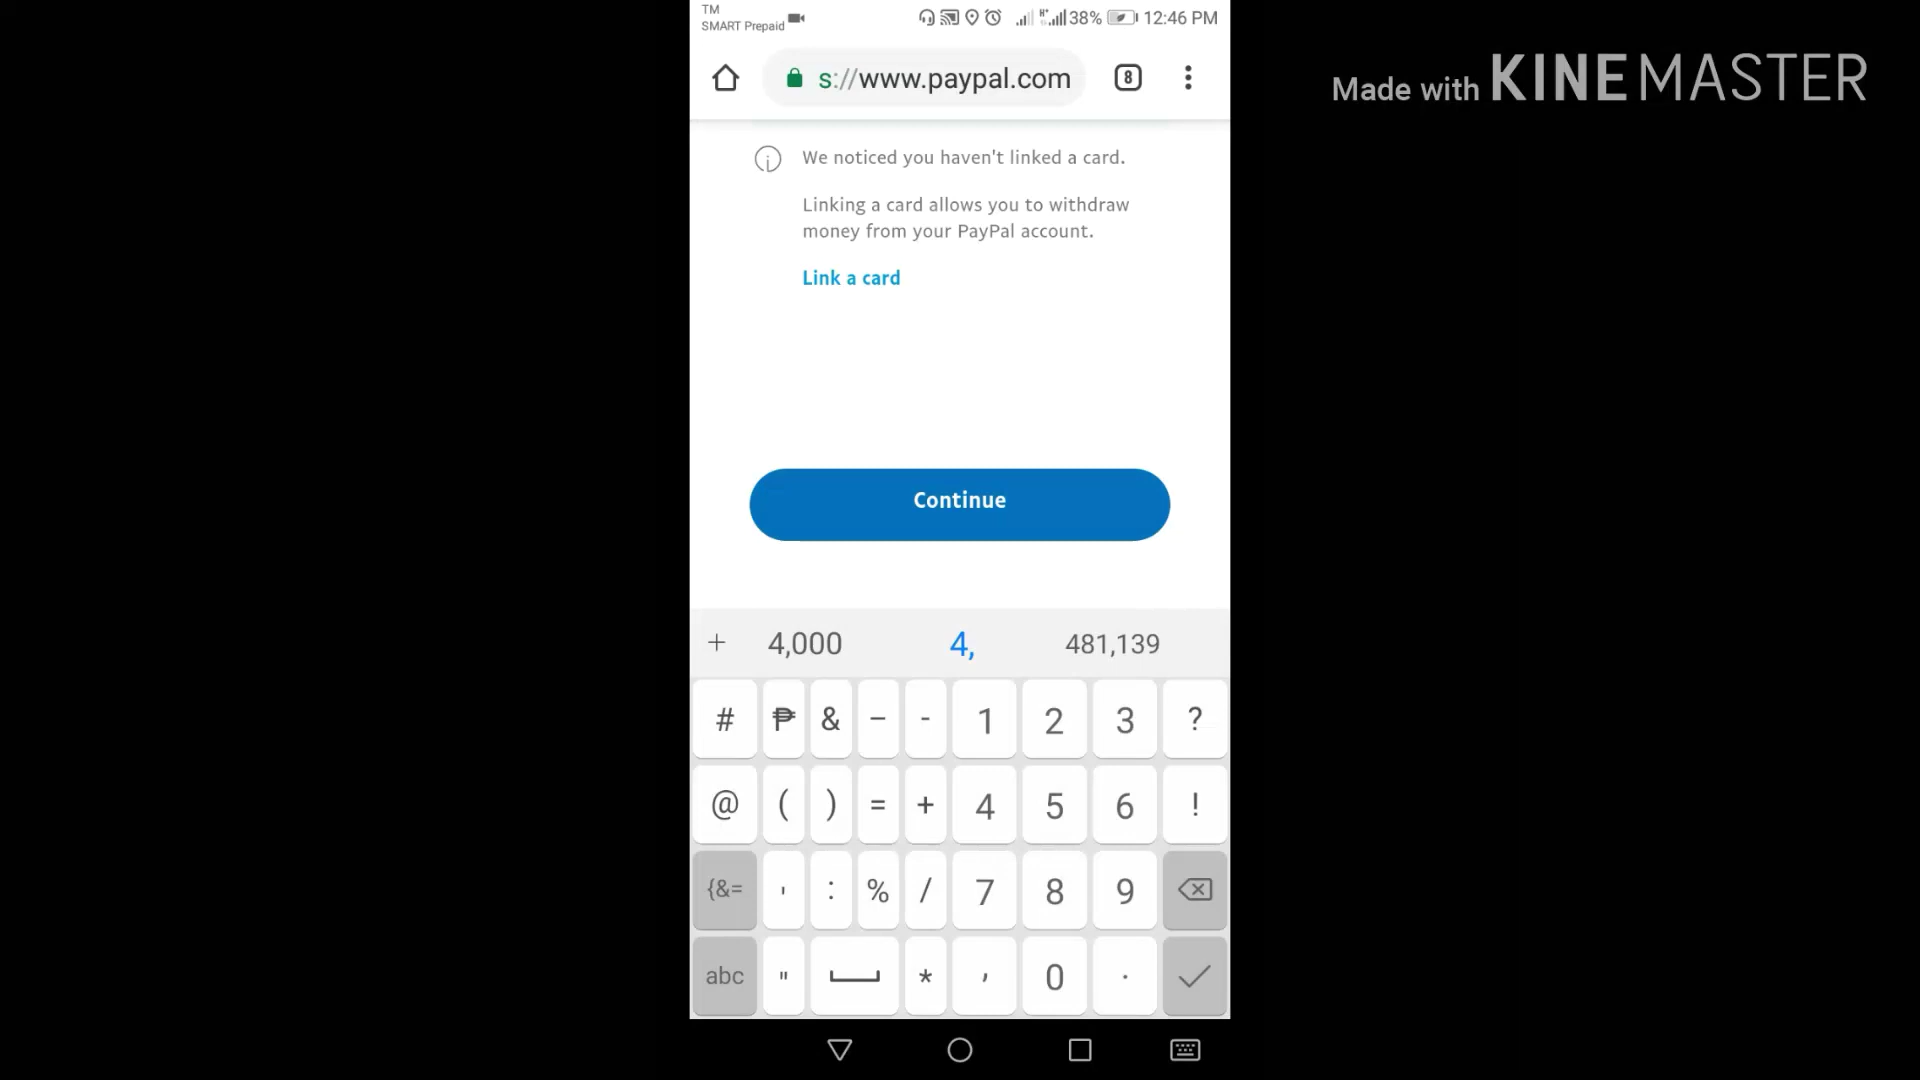 TM
SMART Prepaid
38% 12:46 PM
s://www.paypal.com
8
Made with KINEMASTER
We noticed you haven't linked a card.
Linking a card allows you to withdraw
money from your PayPal account.
Link a card
Continue
+ 4,000 4, 481,139
# ₱ & – - 1 2 3 ?
@ ( ) = + 4 5 6 !
{&= ' : % / 7 8 9
abc " * , 0 .